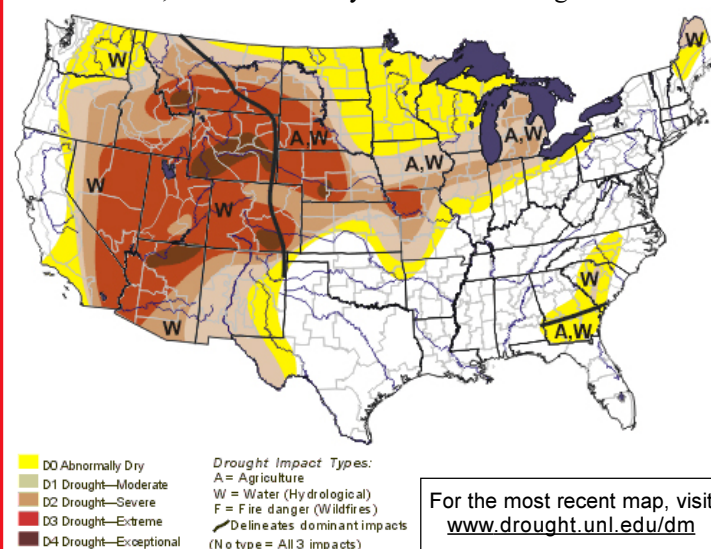 W
W
W
A,W
A,W
A,W
W
W
W
W
A,W
D0 Abnormally Dry
D1 Drought—Moderate
D2 Drought—Severe
D3 Drought—Extreme
D4 Drought—Exceptional
Drought Impact Types:
A = Agriculture
W = Water (Hydrological)
F = Fire danger (Wildfires)
Delineates dominant impacts
(No type = All 3 impacts)
For the most recent map, visit
www.drought.unl.edu/dm